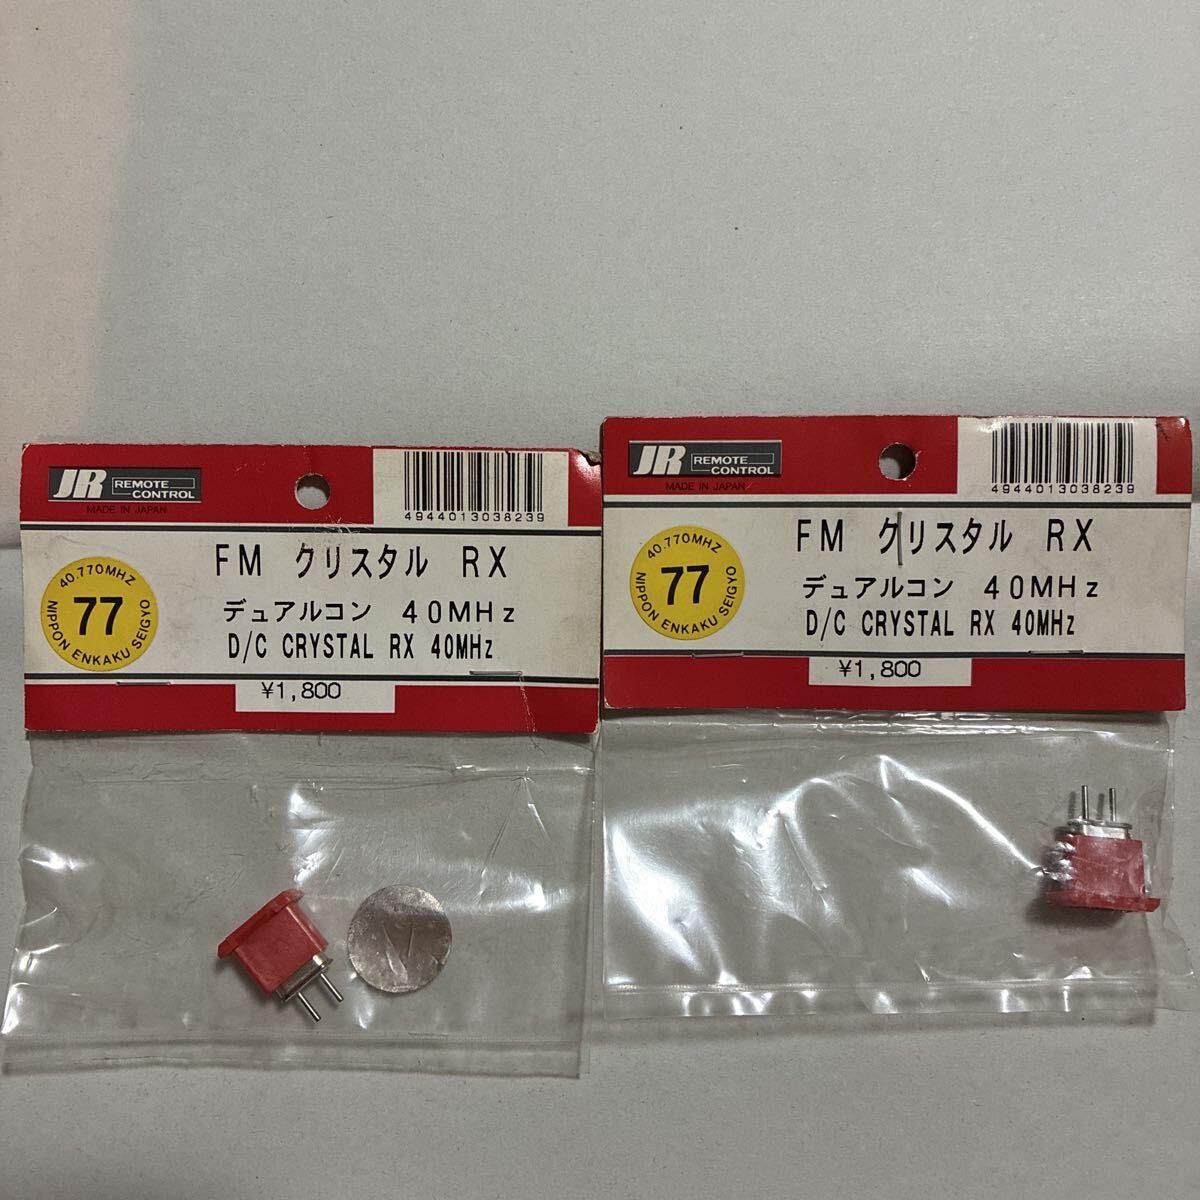 JR REMOTE CONTROL
MADE IN JAPAN
4944013038239
40.770MHZ
77
NIPPON ENKAKU SEIGYO
FM クリスタル RX
デュアルコン 40MHz
D/C CRYSTAL RX 40MHz
¥1,800
JR REMOTE CONTROL
MADE IN JAPAN
4944013038239
40.770MHZ
77
NIPPON ENKAKU SEIGYO
FM クリスタル RX
デュアルコン 40MHz
D/C CRYSTAL RX 40MHz
¥1,800